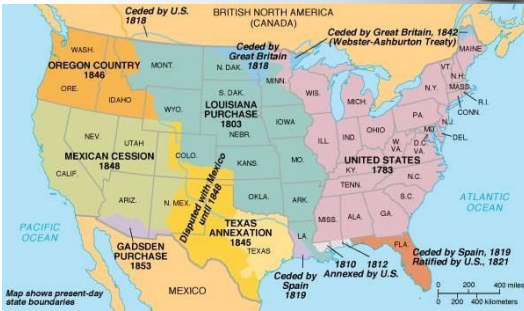 Ceded by U.S.
1818
BRITISH NORTH AMERICA
(CANADA)
Ceded by Great Britain, 1842
(Webster-Ashburton Treaty)
Ceded by
Great Britain
1818
WASH.
OREGON COUNTRY
1846
ORE.
IDAHO
MONT.
N. DAK.
MINN.
S. DAK.
WYO.
LOUISIANA
PURCHASE
1803
NEBR.
IOWA
WIS.
MICH.
MAINE
VT.
N.H.
MASS.
N.Y.
R.I.
CONN.
PA.
N.J.
MD.
DEL.
D.C.
OHIO
IND.
ILL.
W.
VA.
VA.
UNITED STATES
1783
KY.
N.C.
TENN.
S.C.
NEV.
UTAH
COLO.
KANS.
MO.
MEXICAN CESSION
1848
CALIF.
ARIZ.
N. MEX.
Disputed with Mexico
until 1848
OKLA.
ARK.
MISS.
ALA.
GA.
TEXAS
ANNEXATION
1845
TEXAS
LA.
FLA.
Ceded by Spain, 1819
Ratified by U.S., 1821
1810
1812
Annexed by U.S.
Ceded by
Spain
1819
GADSDEN
PURCHASE
1853
PACIFIC
OCEAN
ATLANTIC
OCEAN
MEXICO
Map shows present-day
state boundaries
0 200 400 miles
0 200 400 kilometers